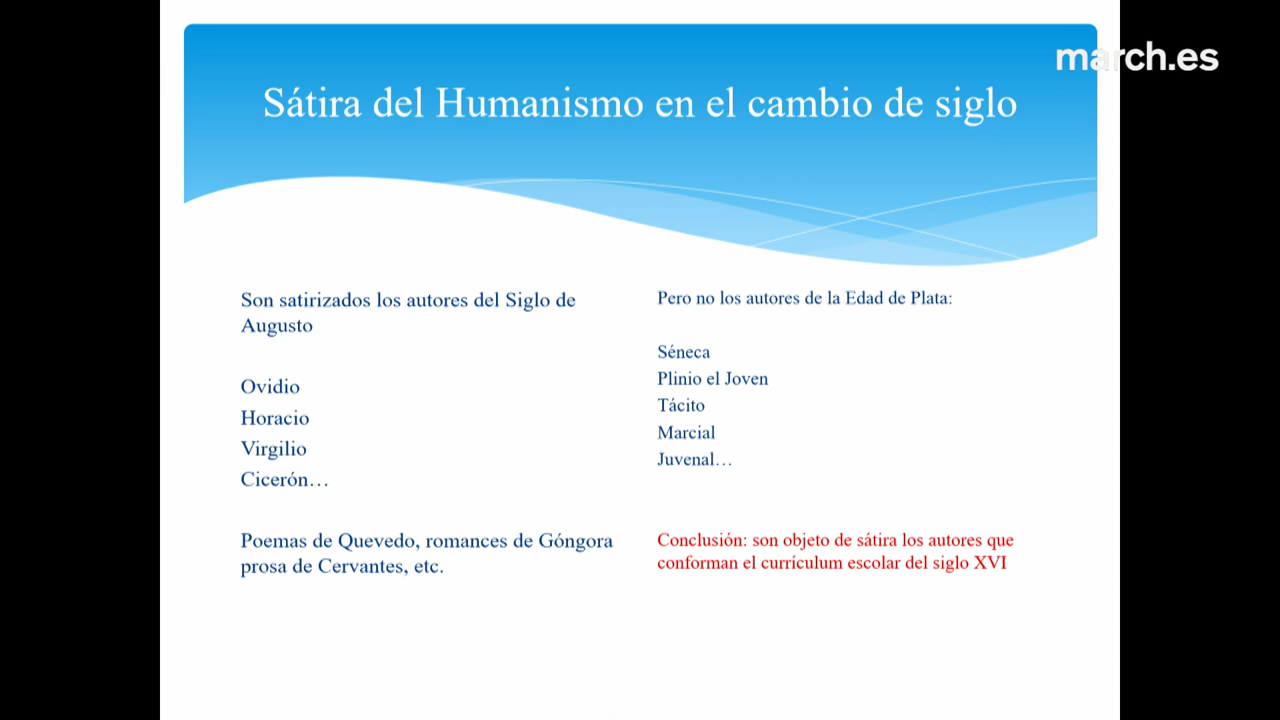 march.es
Sátira del Humanismo en el cambio de siglo
Son satirizados los autores del Siglo de
Augusto
Ovidio
Horacio
Virgilio
Cicerón…
Poemas de Quevedo, romances de Góngora
prosa de Cervantes, etc.
Pero no los autores de la Edad de Plata:
Séneca
Plinio el Joven
Tácito
Marcial
Juvenal…
Conclusión: son objeto de sátira los autores que
conforman el currículum escolar del siglo XVI